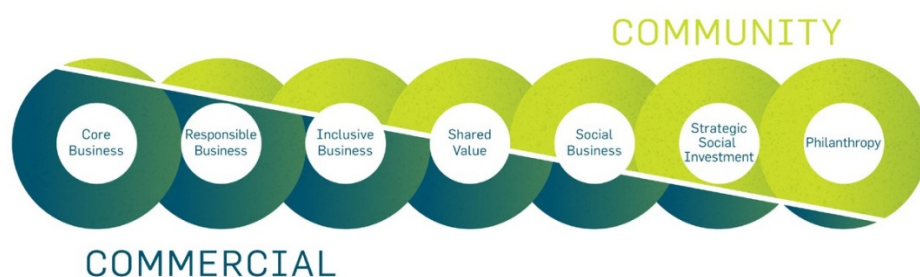 COMMUNITY
Core
Business
Responsible
Business
Inclusive
Business
Shared
Value
Social
Business
Strategic
Social
Investment
Philanthropy
COMMERCIAL